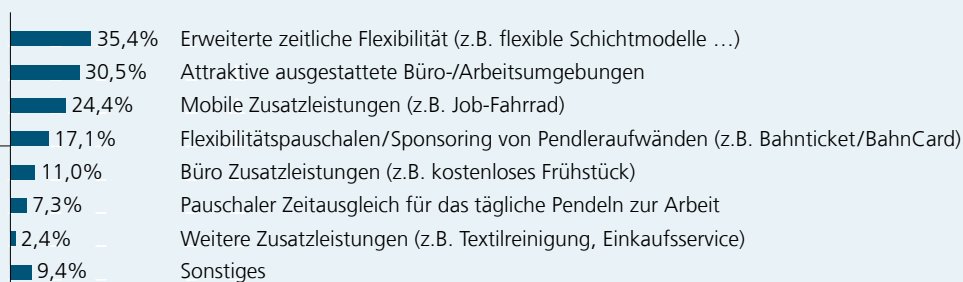 35,4% Erweiterte zeitliche Flexibilität (z.B. flexible Schichtmodelle …)
30,5% Attraktive ausgestattete Büro-/Arbeitsumgebungen
24,4% Mobile Zusatzleistungen (z.B. Job-Fahrrad)
17,1% Flexibilitätspauschalen/Sponsoring von Pendleraufwänden (z.B. Bahnticket/BahnCard)
11,0% Büro Zusatzleistungen (z.B. kostenloses Frühstück)
7,3% Pauschaler Zeitausgleich für das tägliche Pendeln zur Arbeit
2,4% Weitere Zusatzleistungen (z.B. Textilreinigung, Einkaufsservice)
9,4% Sonstiges